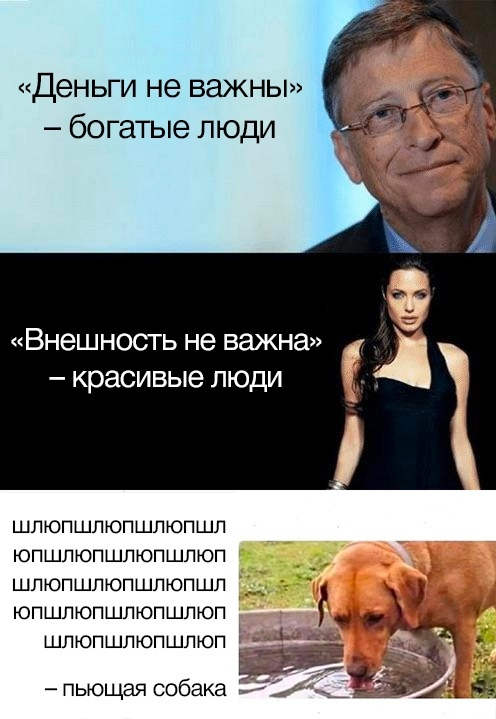 «Деньги не важны»
– богатые люди
«Внешность не важна»
– красивые люди
шлюпшлюпшлюпшл
юпшлюпшлюпшлюп
шлюпшлюпшлюпшл
юпшлюпшлюпшлюп
шлюпшлюпшлюп
– пьющая собака